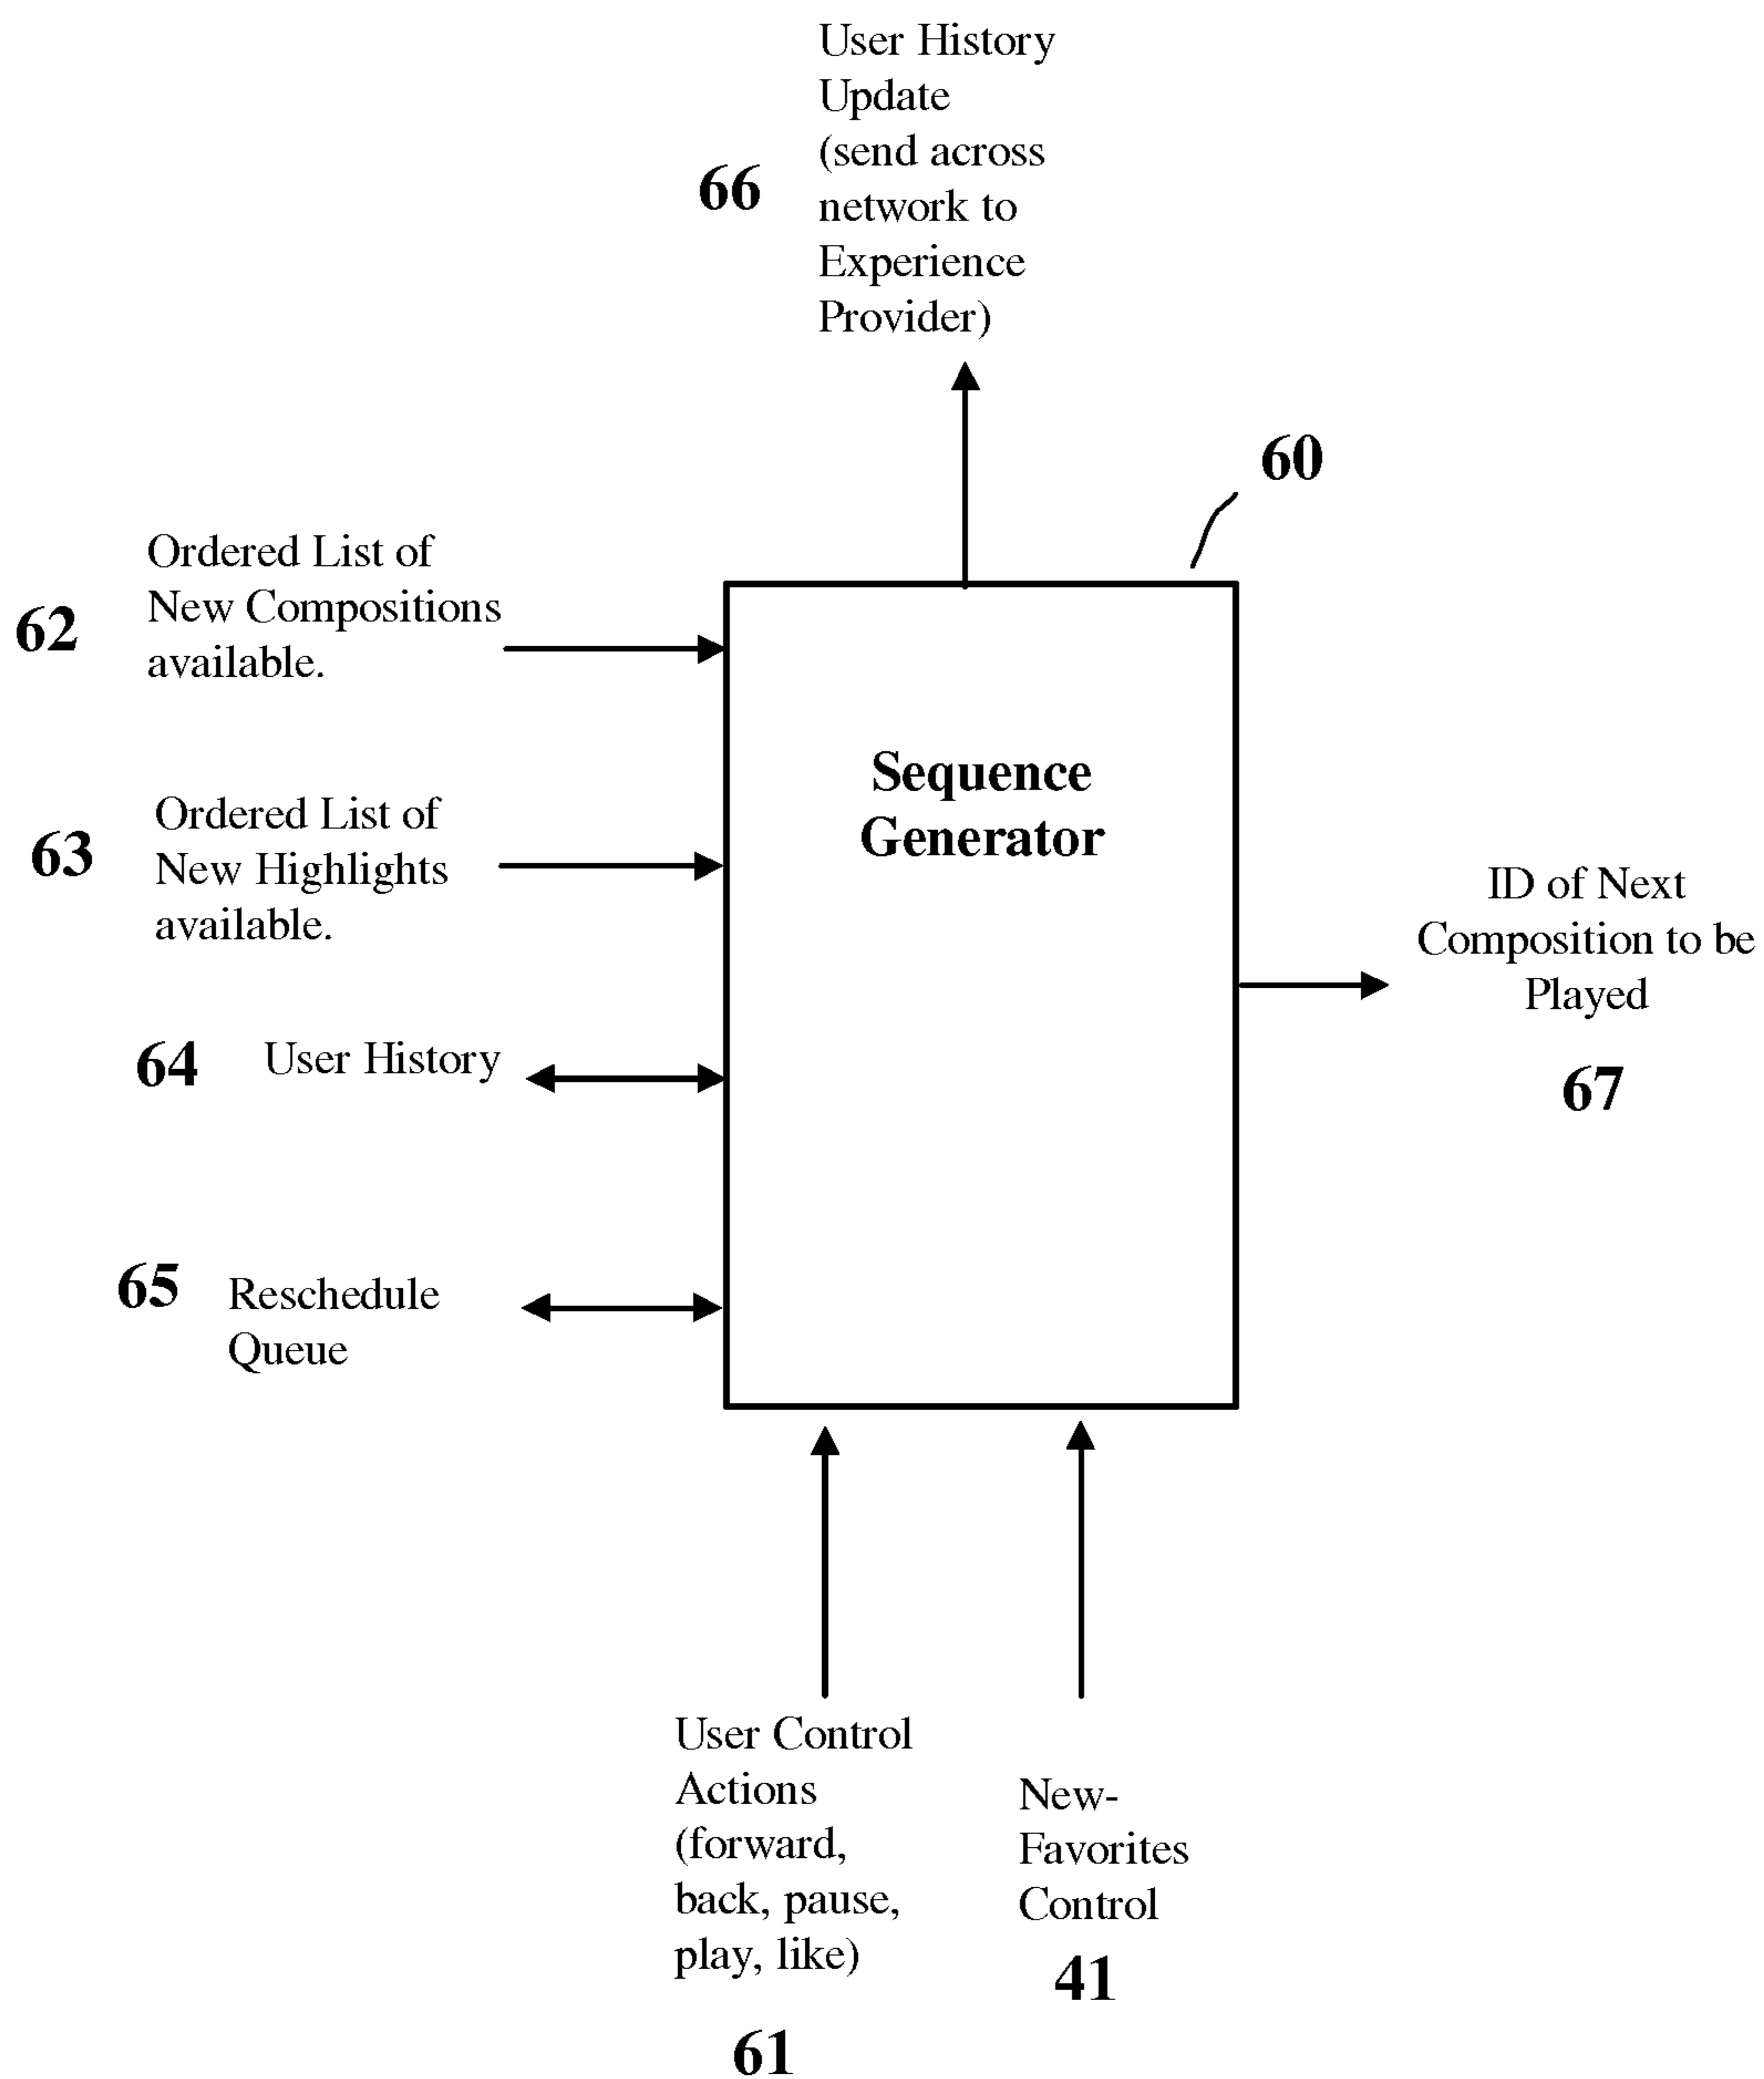 User History
Update
(send across
network to
Experience
Provider)
66
60
Ordered List of
New Compositions
available.
62
Sequence
Generator
Ordered List of
New Highlights
available.
63
ID of Next
Composition to be
Played
67
64
User History
65
Reschedule
Queue
User Control
Actions
(forward,
back, pause,
play, like)
61
New-
Favorites
Control
41